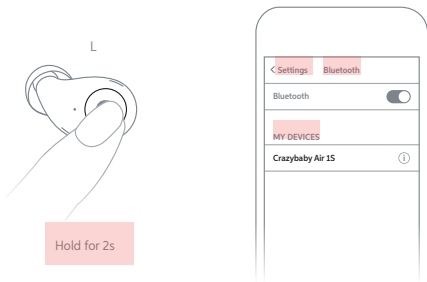 L
Hold for 2s
Settings Bluetooth
Bluetooth
MY DEVICES
Crazybaby Air 1S